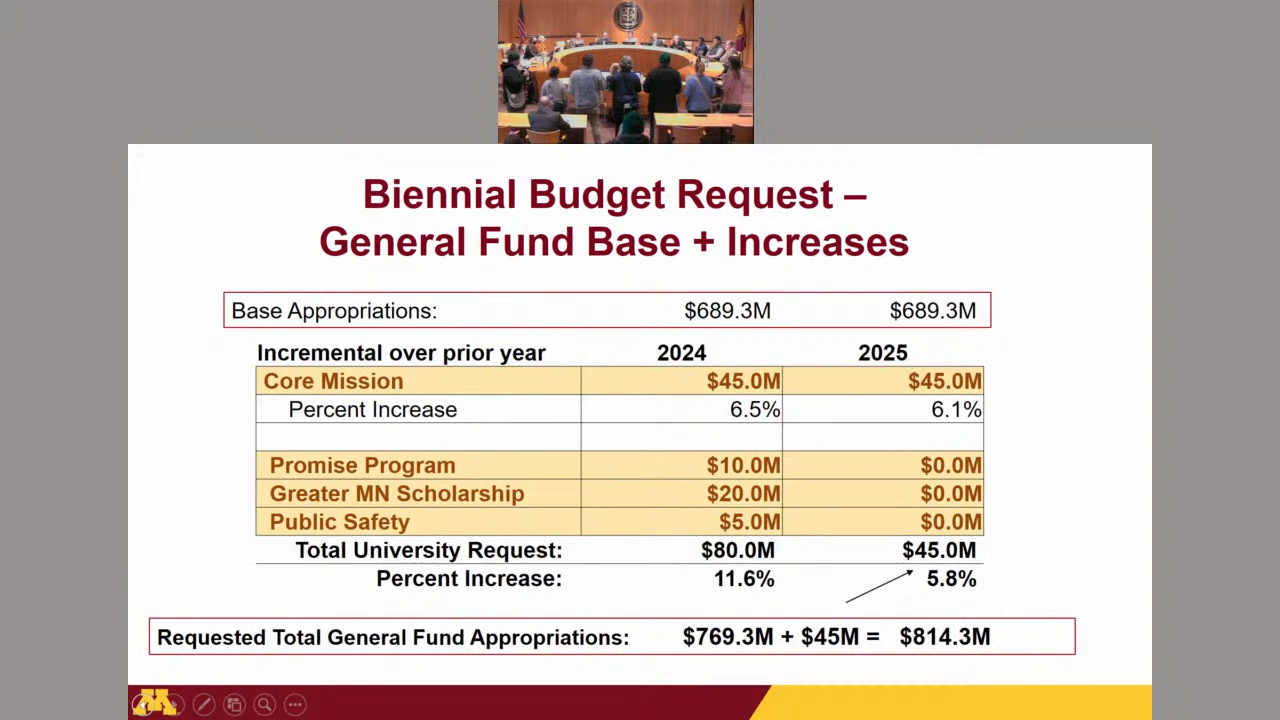 Biennial Budget Request –
General Fund Base + Increases
Base Appropriations: $689.3M $689.3M
Incremental over prior year 2024 2025
Core Mission $45.0M $45.0M
Percent Increase 6.5% 6.1%
Promise Program $10.0M $0.0M
Greater MN Scholarship $20.0M $0.0M
Public Safety $5.0M $0.0M
Total University Request: $80.0M $45.0M
Percent Increase: 11.6% 5.8%
Requested Total General Fund Appropriations: $769.3M + $45M = $814.3M
M